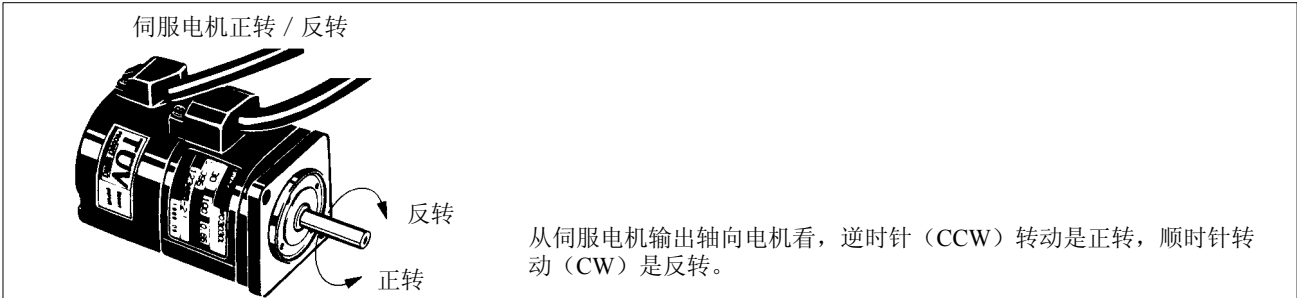 伺服电机正转 / 反转
TUV
反转
正转
从伺服电机输出轴向电机看，逆时针（CCW）转动是正转，顺时针转
动（CW）是反转。